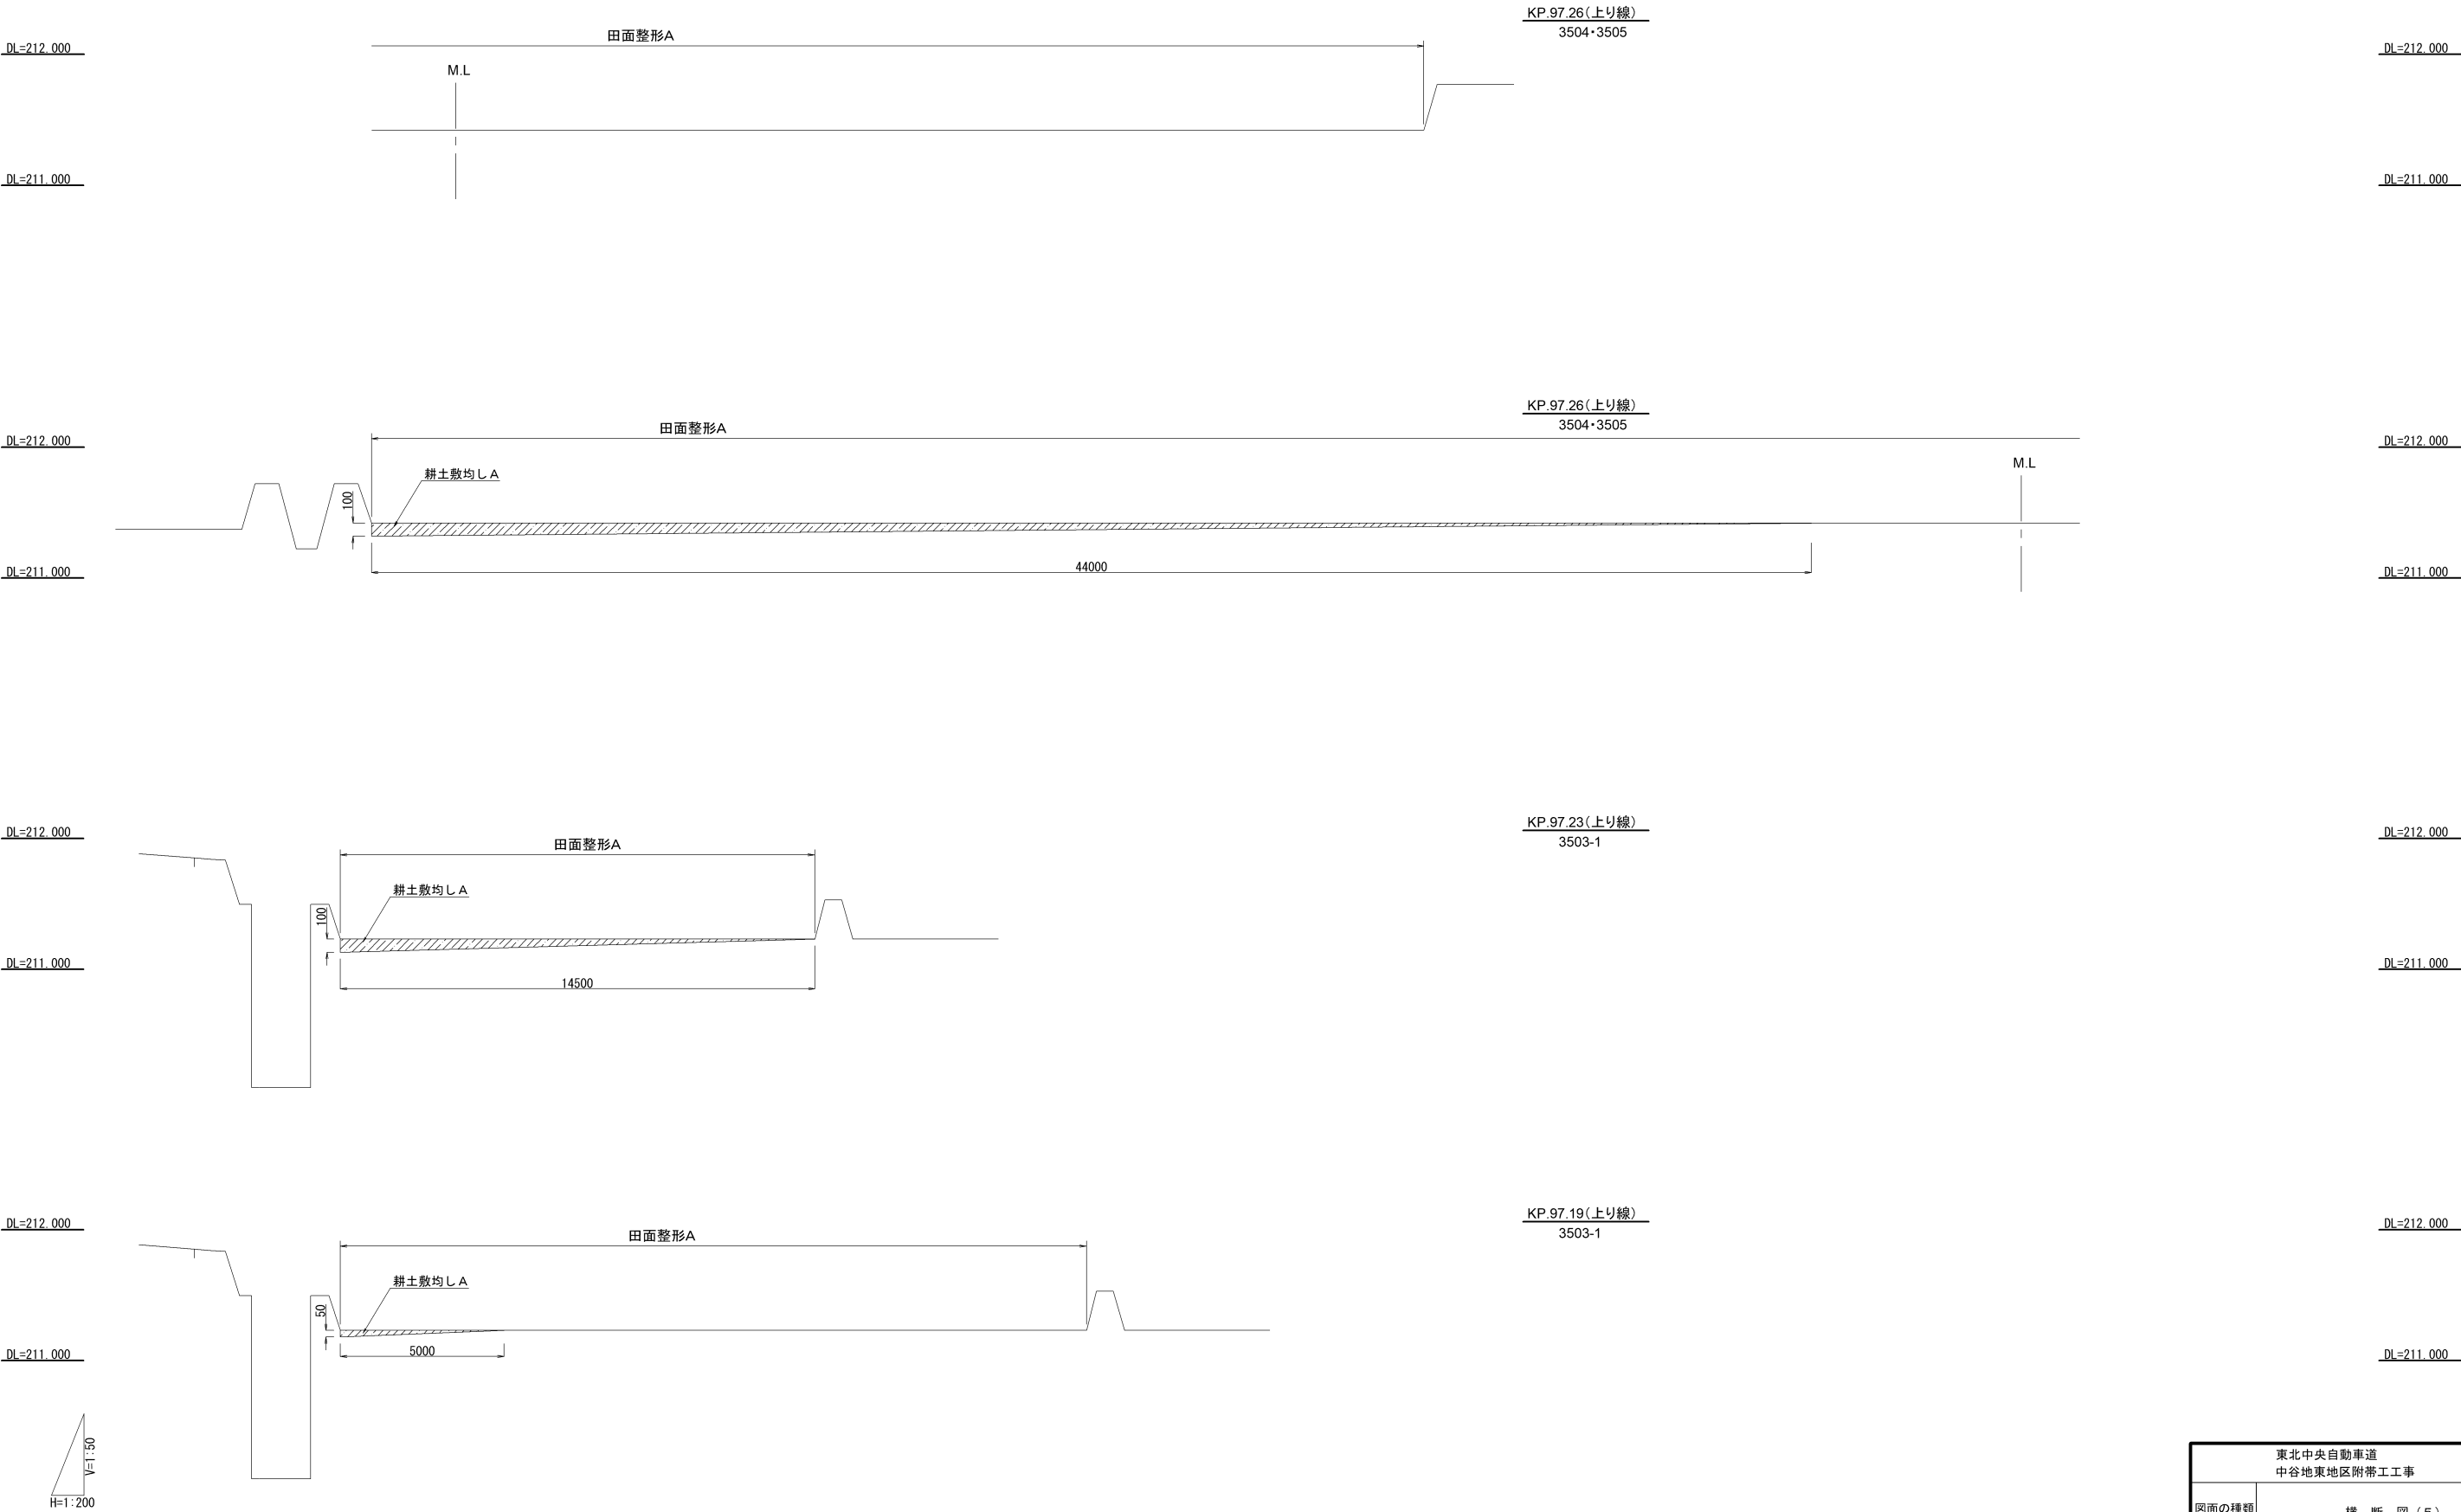 KP.97.26(上り線)
3504・3505
田面整形A
DL=212.000
DL=212.000
M.L
DL=211.000
DL=211.000
KP.97.26(上り線)
3504・3505
田面整形A
DL=212.000
DL=212.000
M.L
耕土敷均しA
100
DL=211.000
DL=211.000
44000
KP.97.23(上り線)
3503-1
DL=212.000
DL=212.000
田面整形A
耕土敷均しA
100
DL=211.000
DL=211.000
14500
KP.97.19(上り線)
3503-1
DL=212.000
DL=212.000
田面整形A
耕土敷均しA
50
DL=211.000
DL=211.000
5000
V=1:50
H=1:200
東北中央自動車道
中谷地東地区附帯工工事
図面の種類
横 断 図 (5)